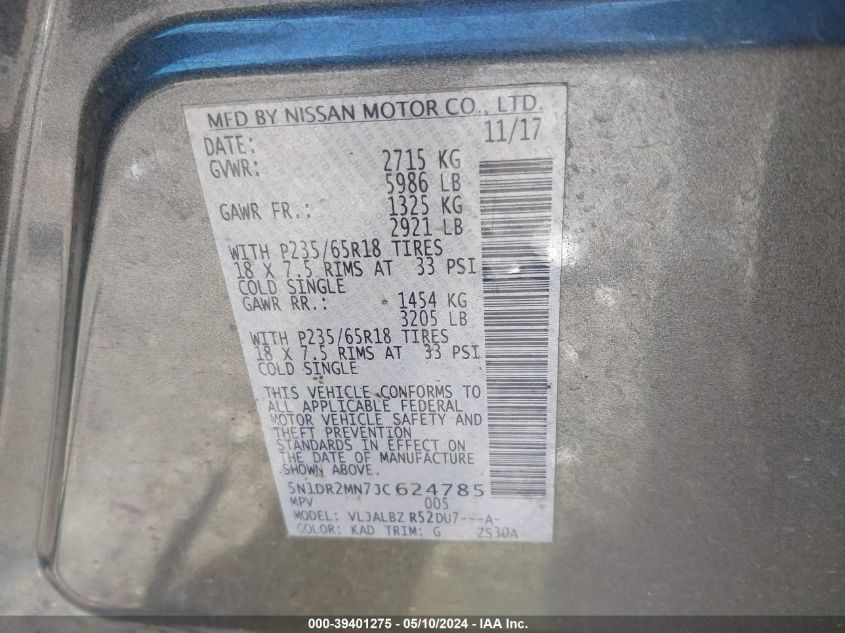 MFD BY NISSAN MOTOR CO., LTD.
DATE: 11/17
GVWR: 2715 KG
5986 LB
GAWR FR.: 1325 KG
2921 LB
WITH P235/65R18 TIRES
18 X 7.5 RIMS AT 33 PSI
COLD SINGLE
GAWR RR.: 1454 KG
3205 LB
WITH P235/65R18 TIRES
18 X 7.5 RIMS AT 33 PSI
COLD SINGLE
THIS VEHICLE CONFORMS TO
ALL APPLICABLE FEDERAL
MOTOR VEHICLE SAFETY AND
THEFT PREVENTION
STANDARDS IN EFFECT ON
THE DATE OF MANUFACTURE
SHOWN ABOVE.
5N1DR2MN7JC624785
MPV 005
MODEL: VLJALBZ R52DU7---A-
COLOR: KAD TRIM: G ZS30A
000-39401275 - 05/10/2024 - IAA Inc.